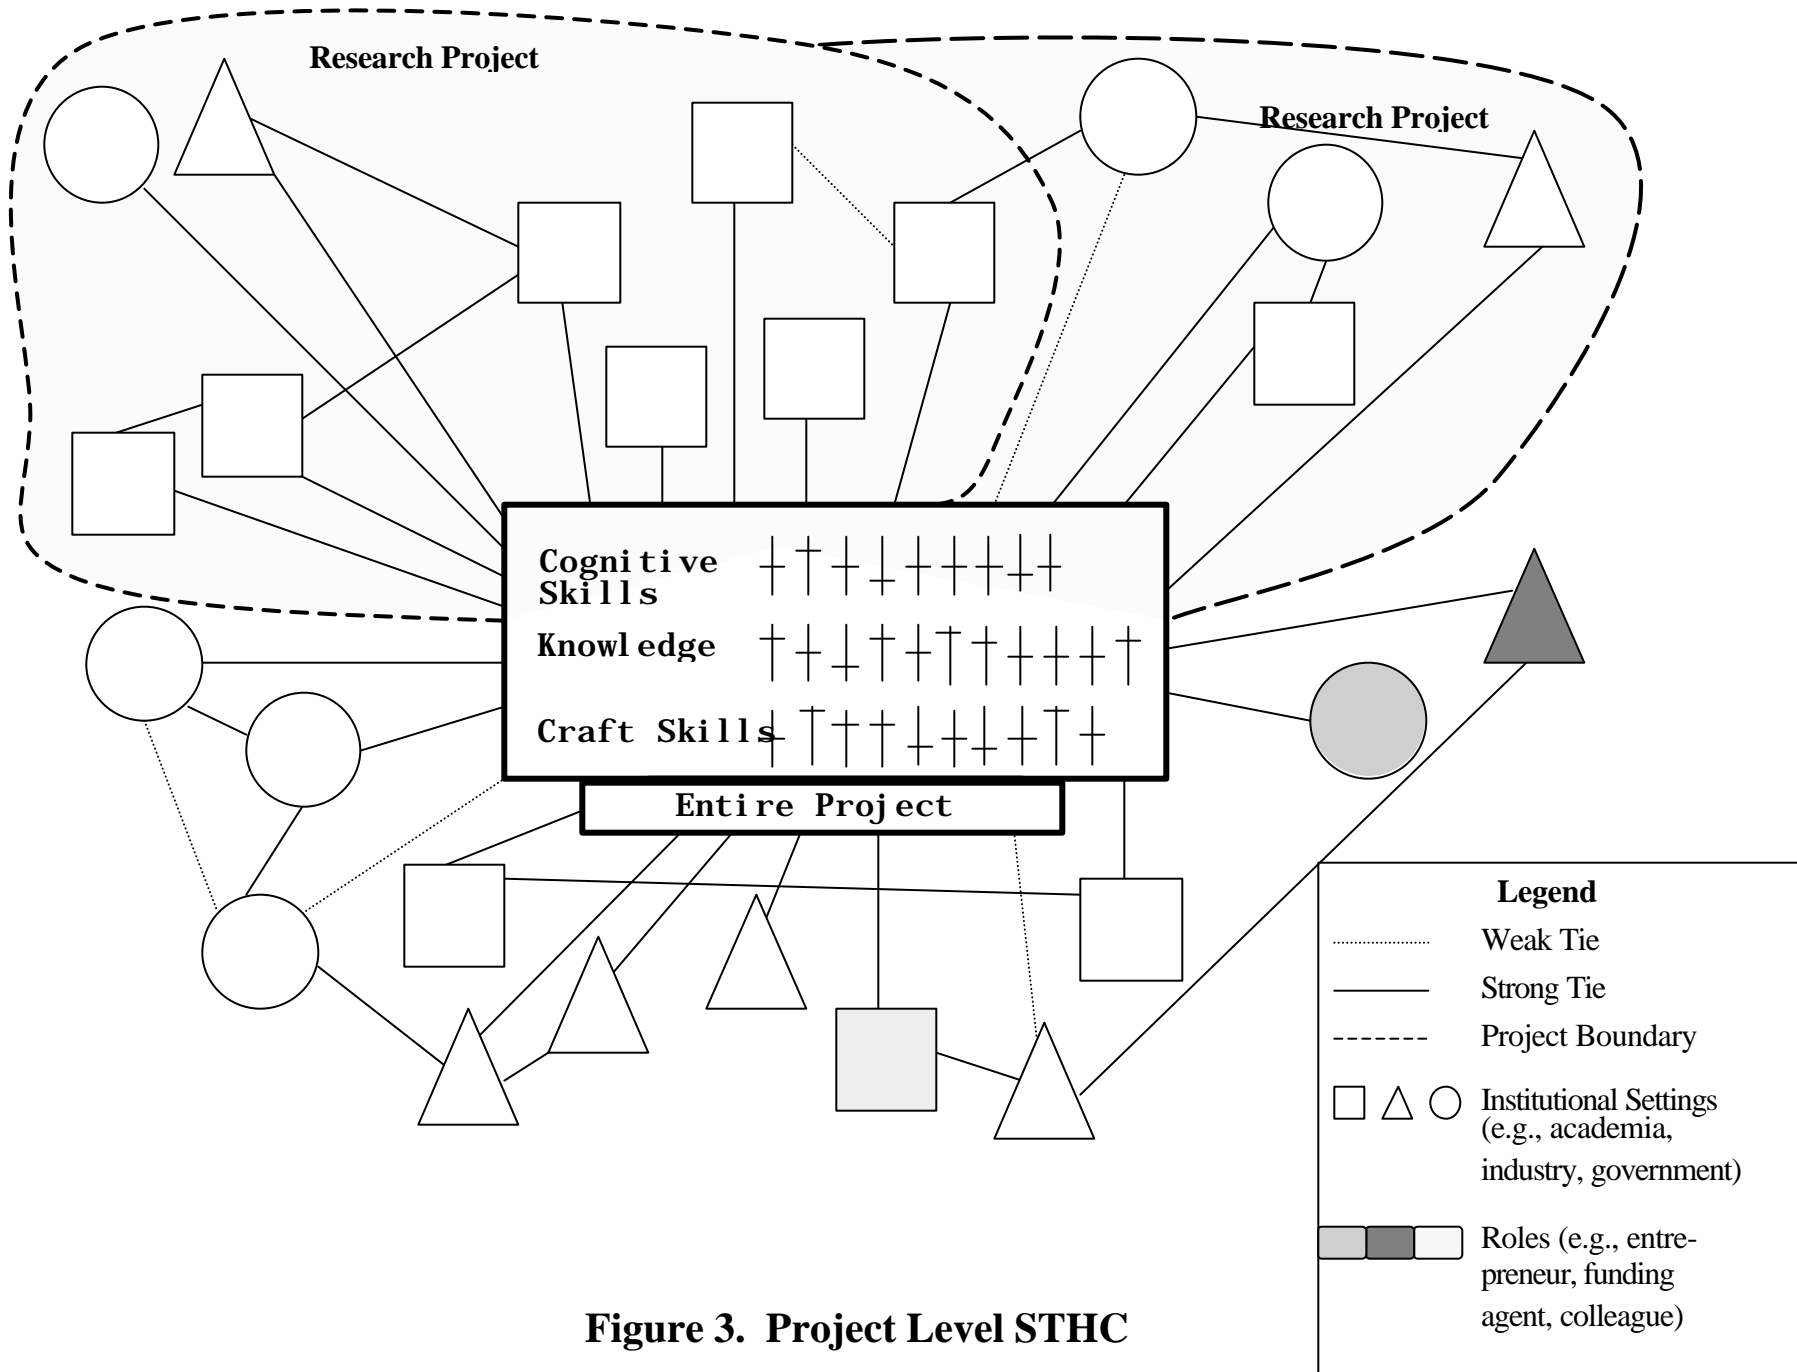 Research Project
Research Project
Cognitive
Skills
Knowledge
Craft Skills
Entire Project
Legend
Weak Tie
Strong Tie
Project Boundary
Institutional Settings
(e.g., academia,
industry, government)
Roles (e.g., entre-
preneur, funding
agent, colleague)
Figure 3. Project Level STHC